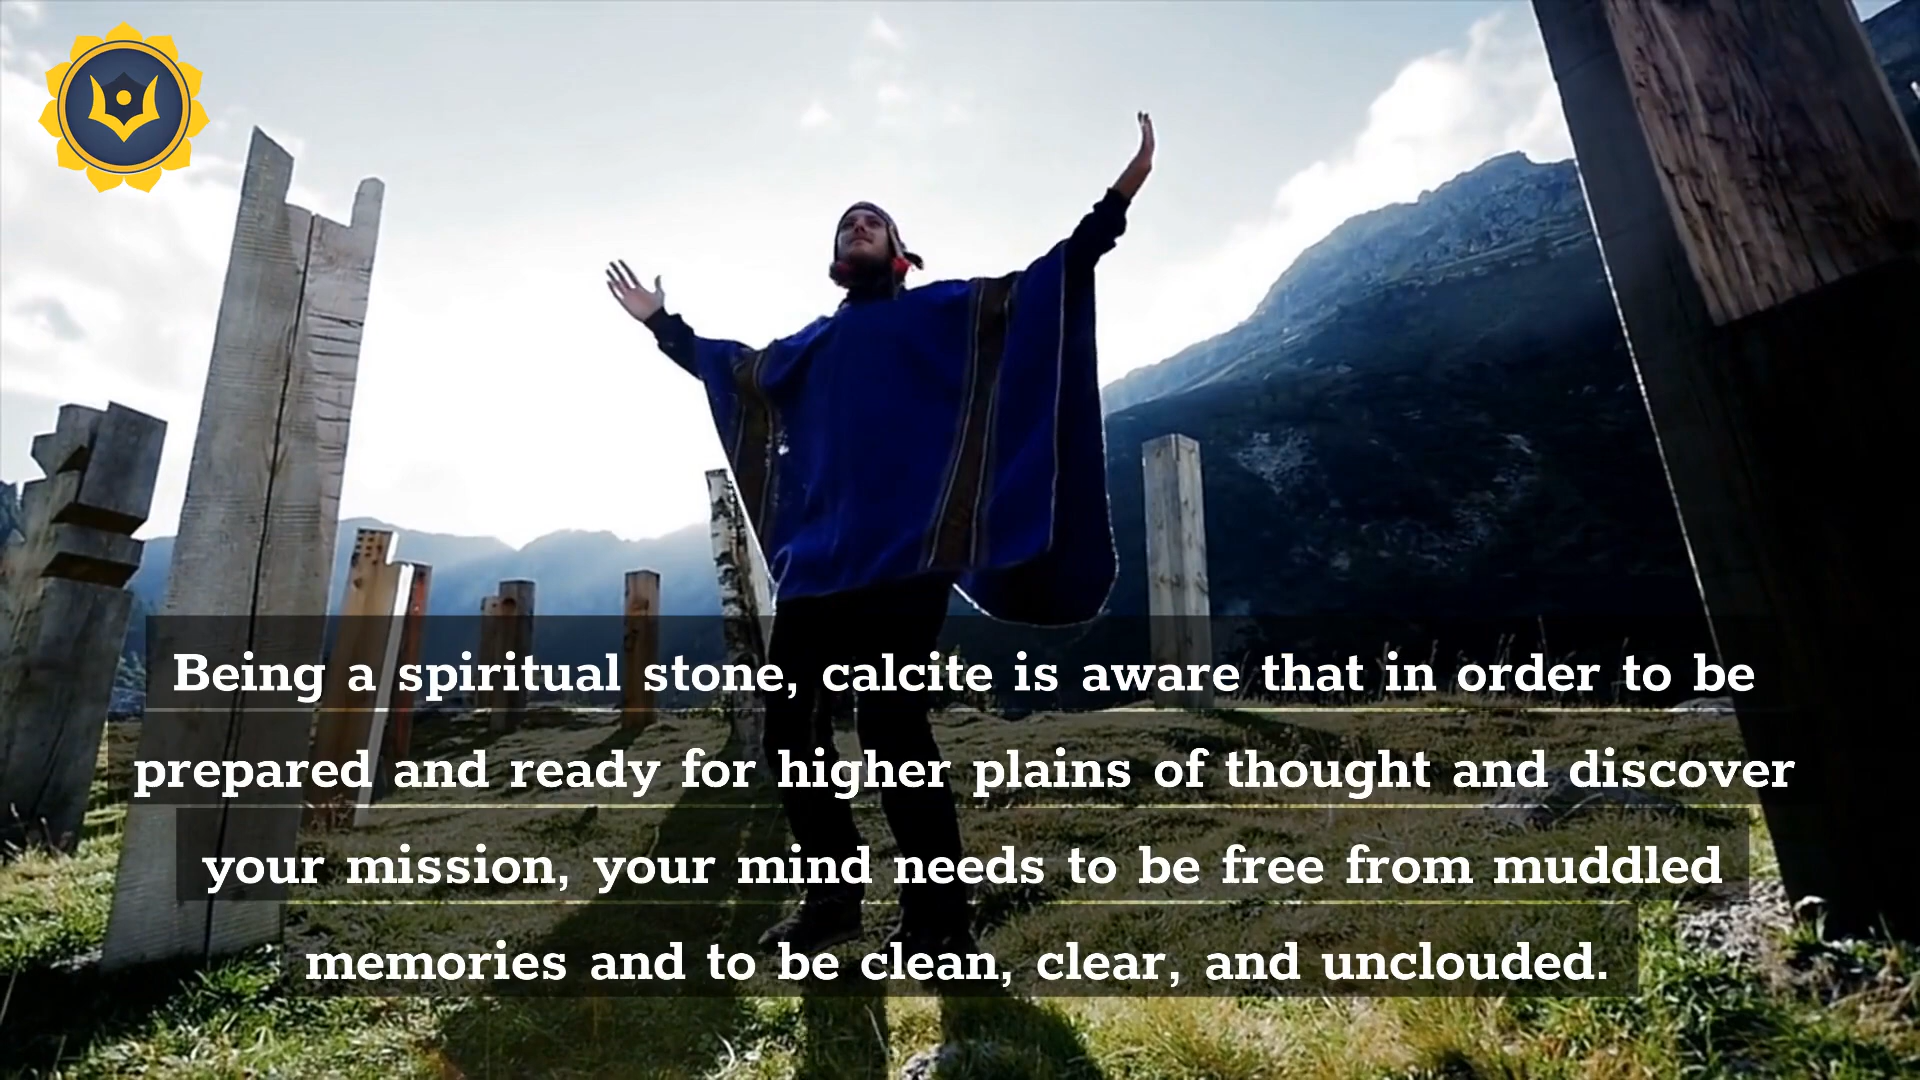 Being a spiritual stone, calcite is aware that in order to be
prepared and ready for higher plains of thought and discover
your mission, your mind needs to be free from muddled
memories and to be clean, clear, and unclouded.